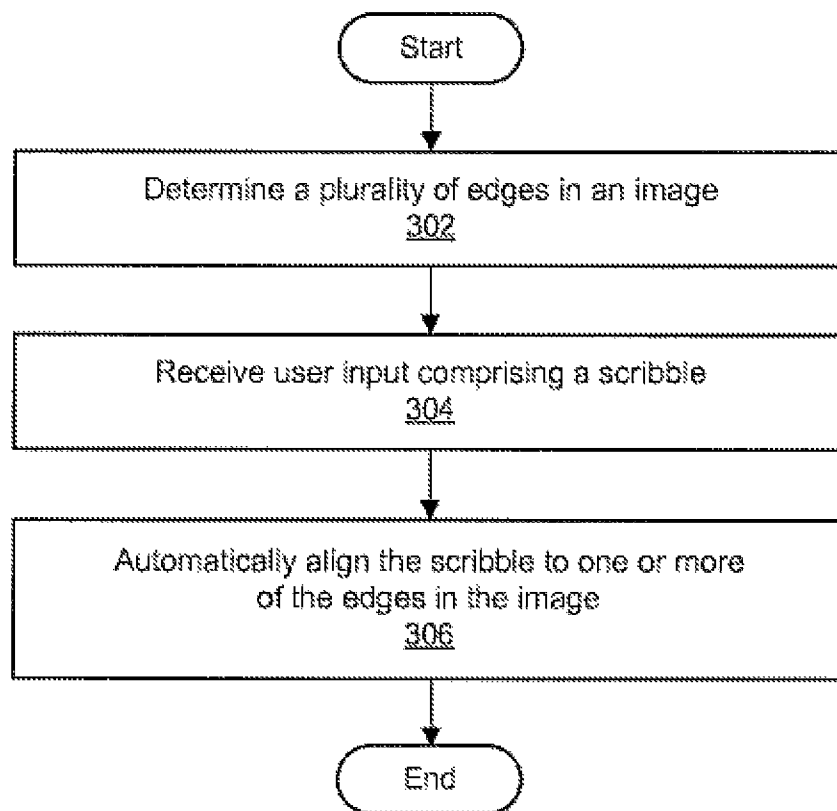 Start
Determine a plurality of edges in an image
302
Receive user input comprising a scribble
304
Automatically align the scribble to one or more
of the edges in the image
306
End